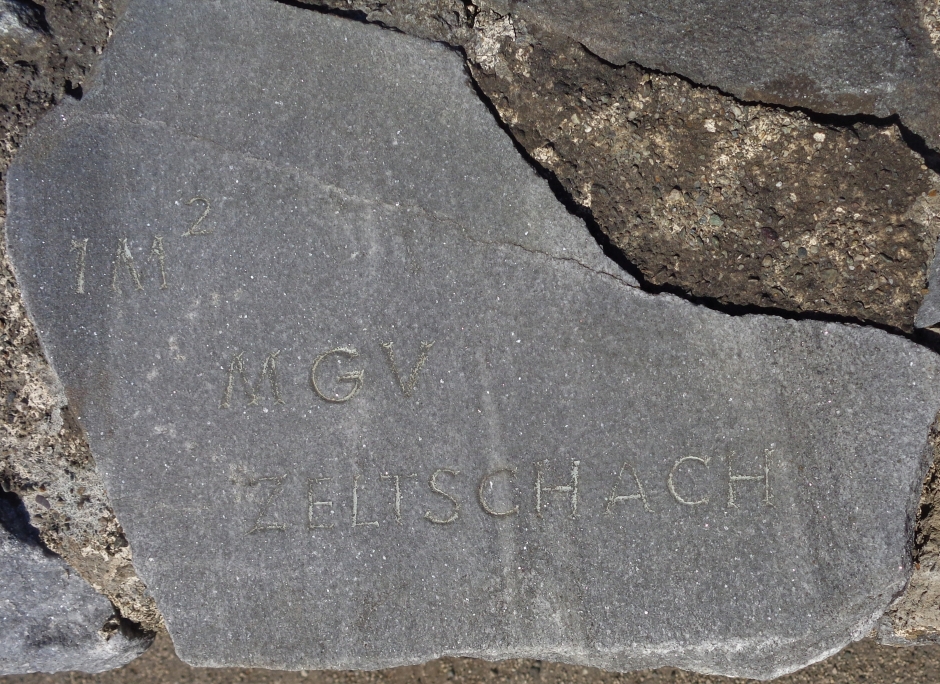 1M²
MGV
ZELTSCHACH